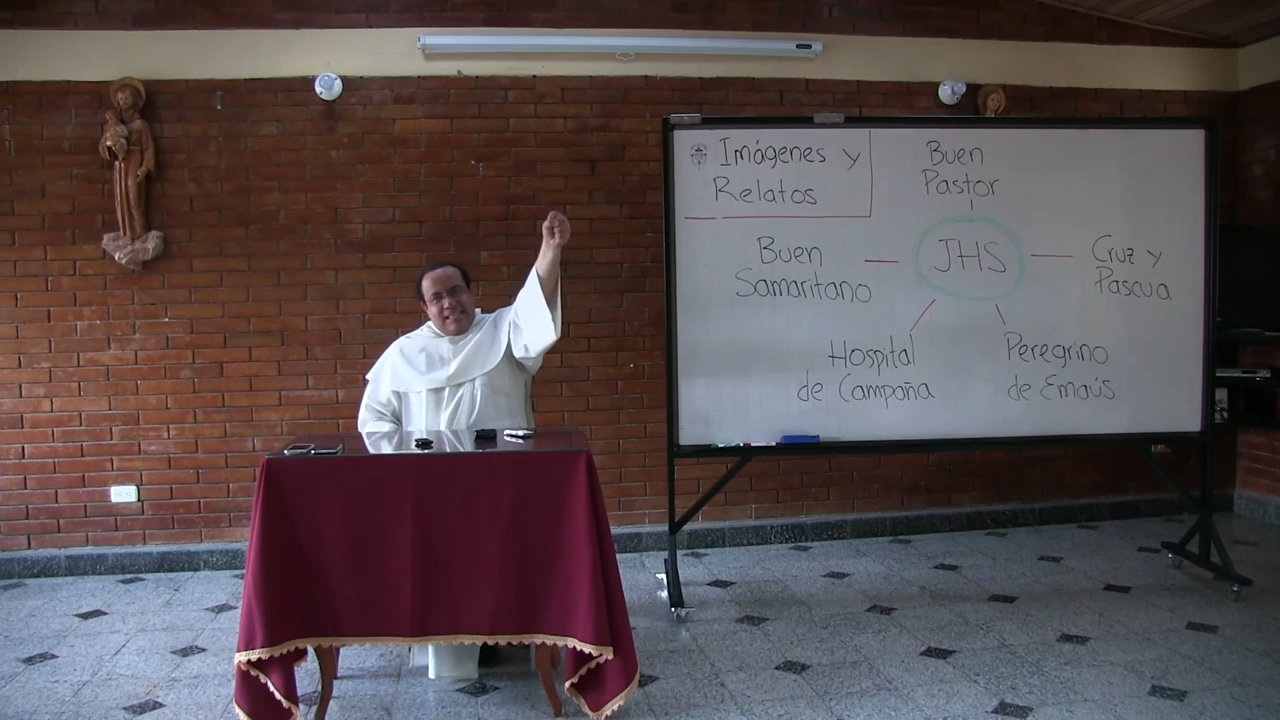 Imágenes y
Relatos
Buen
Pastor
Buen
Samaritano
JHS
Cruz y
Pascua
Hospital
de Campaña
Peregrino
de Emaús